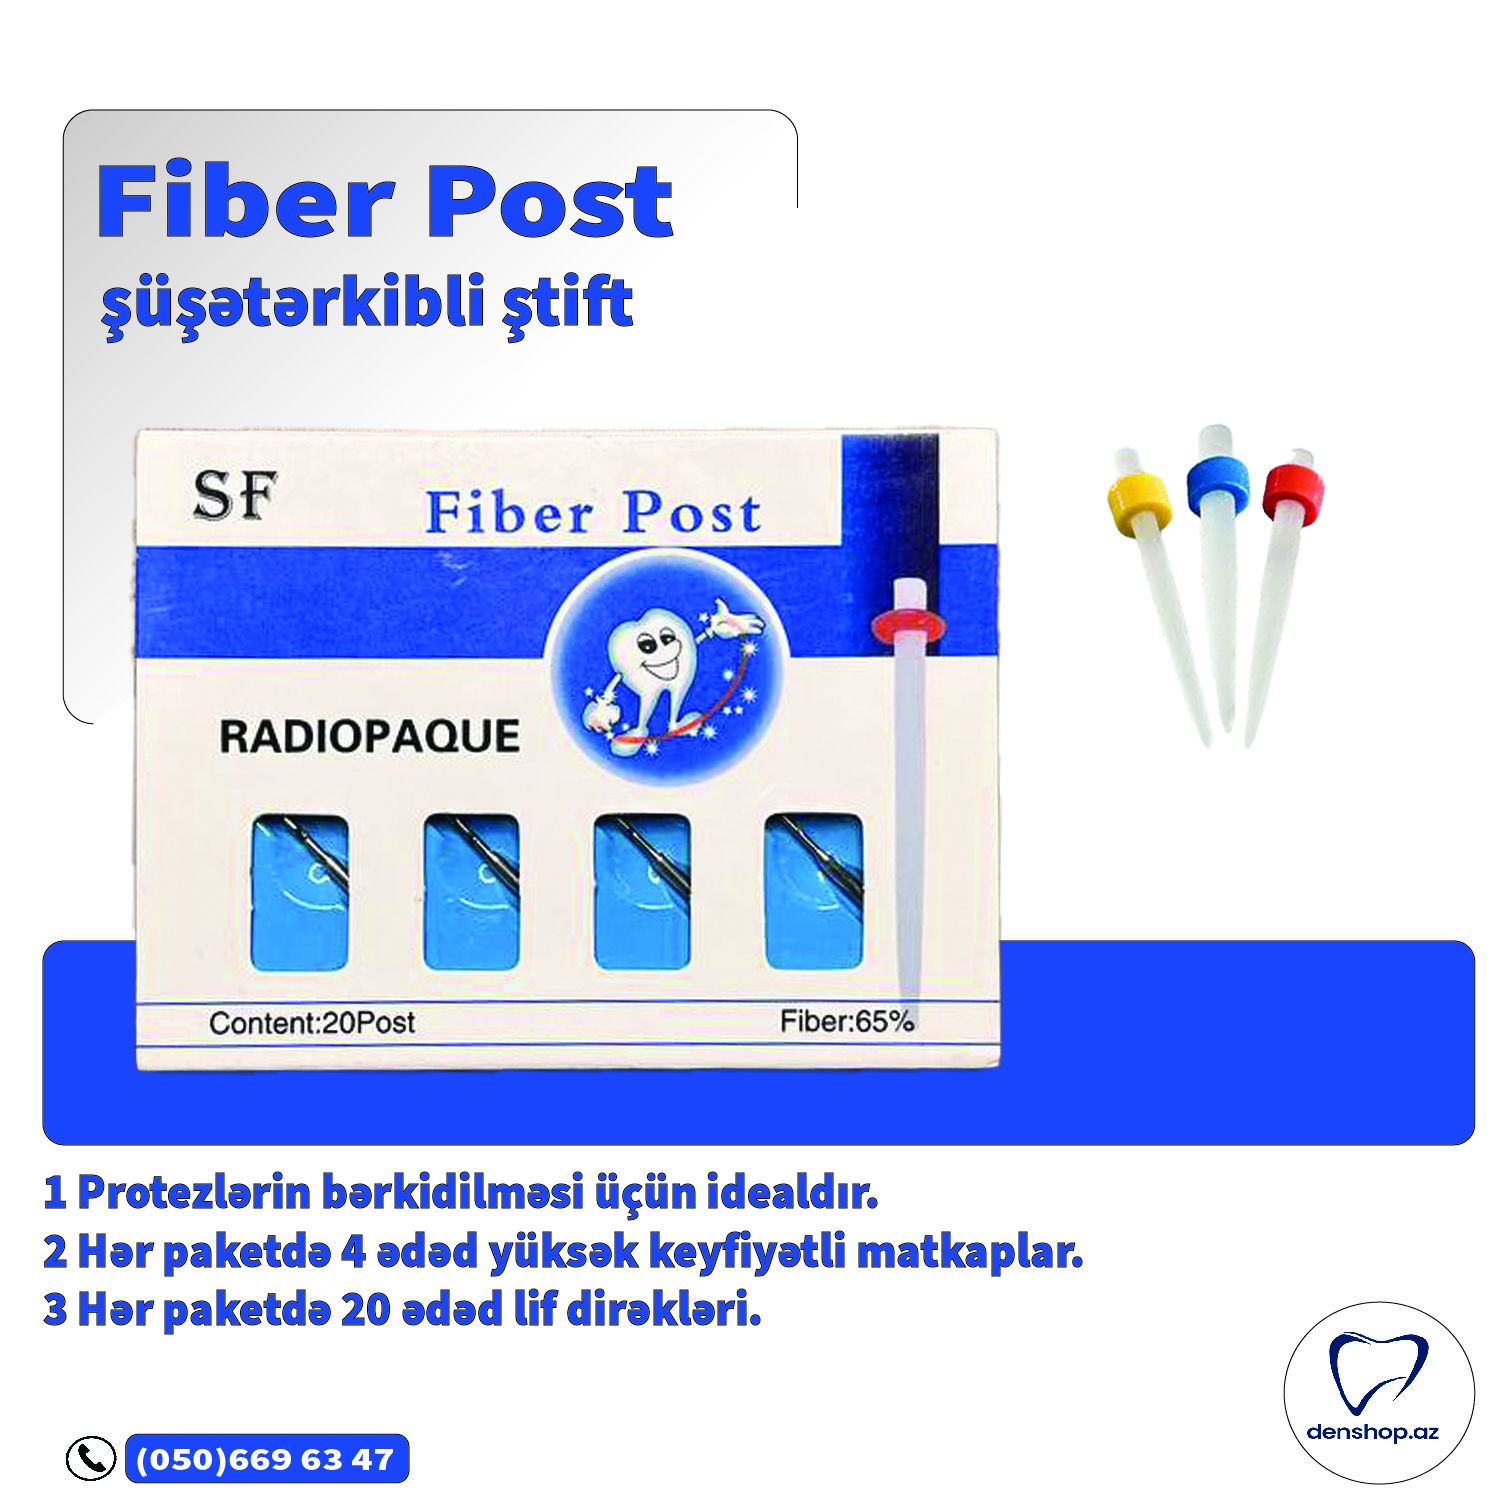 Fiber Post
şüşətərkibli ştift
SF
Fiber Post
RADIOPAQUE
Content:20Post
Fiber:65%
1 Protezlərin bərkidilməsi üçün idealdır.
2 Hər paketdə 4 ədəd yüksək keyfiyətli matkaplar.
3 Hər paketdə 20 ədəd lif dirəkləri.
(050)669 63 47
denshop.az